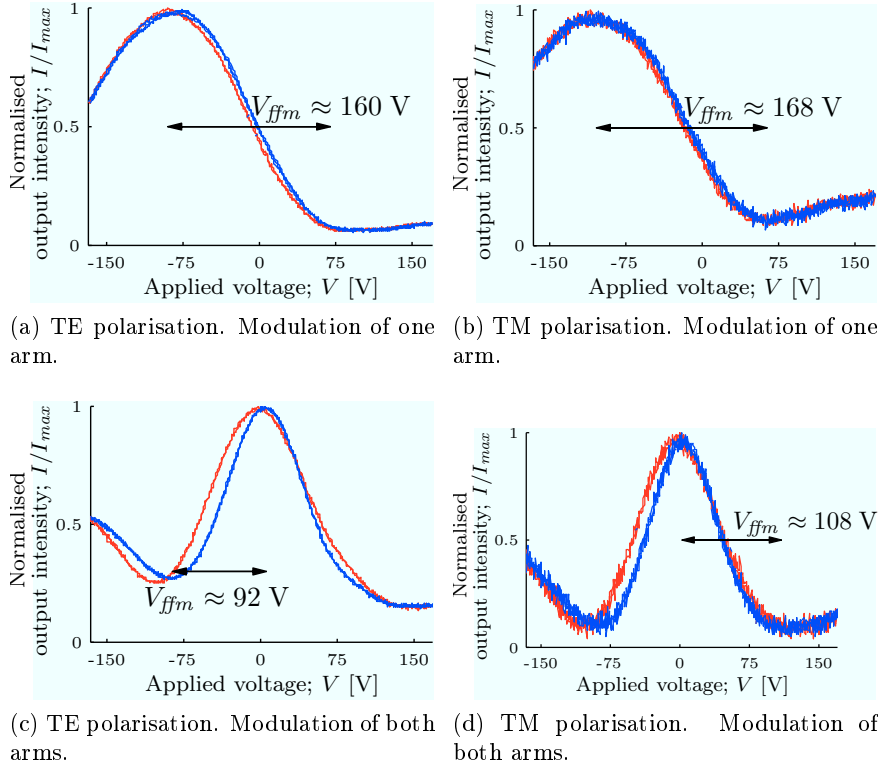 Normalised
output intensity; I/I_max
1
0.5
0
V_ffm ≈ 160 V
-150 -75 0 75 150
Applied voltage; V [V]
(a) TE polarisation. Modulation of one
arm.
Normalised
output intensity; I/I_max
1
0.5
0
V_ffm ≈ 168 V
-150 -75 0 75 150
Applied voltage; V [V]
(b) TM polarisation. Modulation of one
arm.
Normalised
output intensity; I/I_max
1
0.5
0
V_ffm ≈ 92 V
-150 -75 0 75 150
Applied voltage; V [V]
(c) TE polarisation. Modulation of both
arms.
Normalised
output intensity; I/I_max
1
0.5
0
V_ffm ≈ 108 V
-150 -75 0 75 150
Applied voltage; V [V]
(d) TM polarisation. Modulation of
both arms.